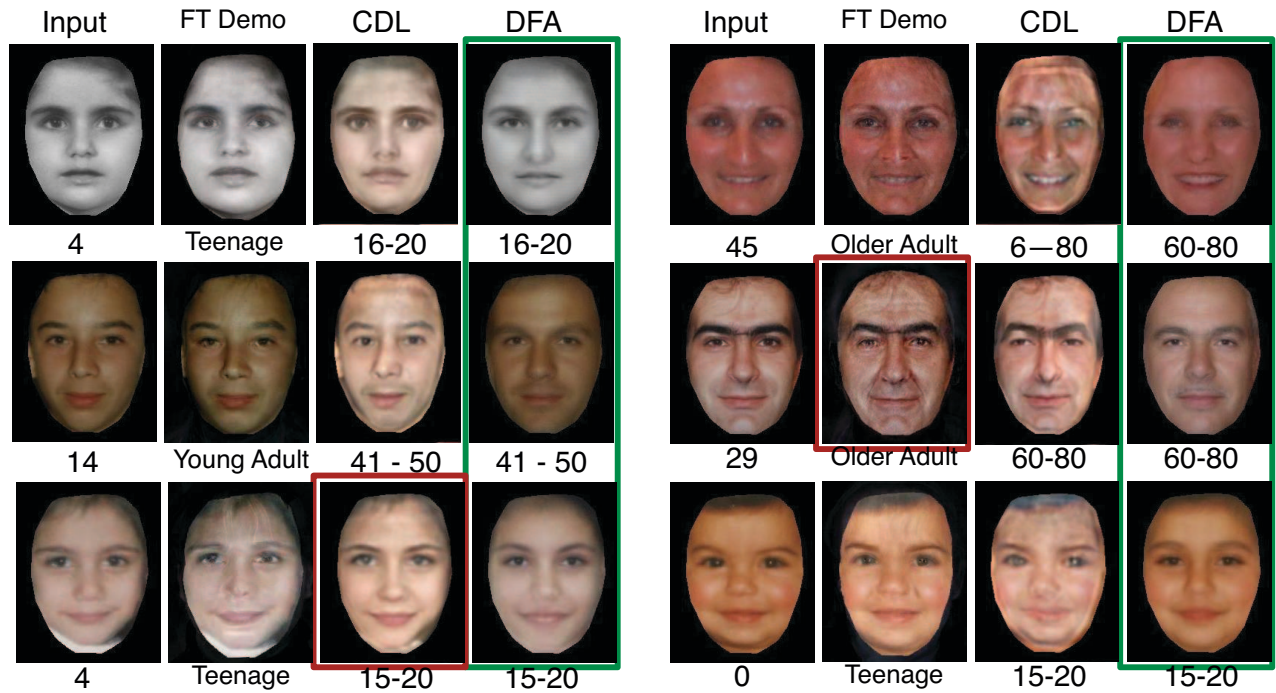 Input FT Demo CDL DFA Input FT Demo CDL DFA
4 Teenage 16-20 16-20 45 Older Adult 6—80 60-80
14 Young Adult 41 - 50 41 - 50 29 Older Adult 60-80 60-80
4 Teenage 15-20 15-20 0 Teenage 15-20 15-20